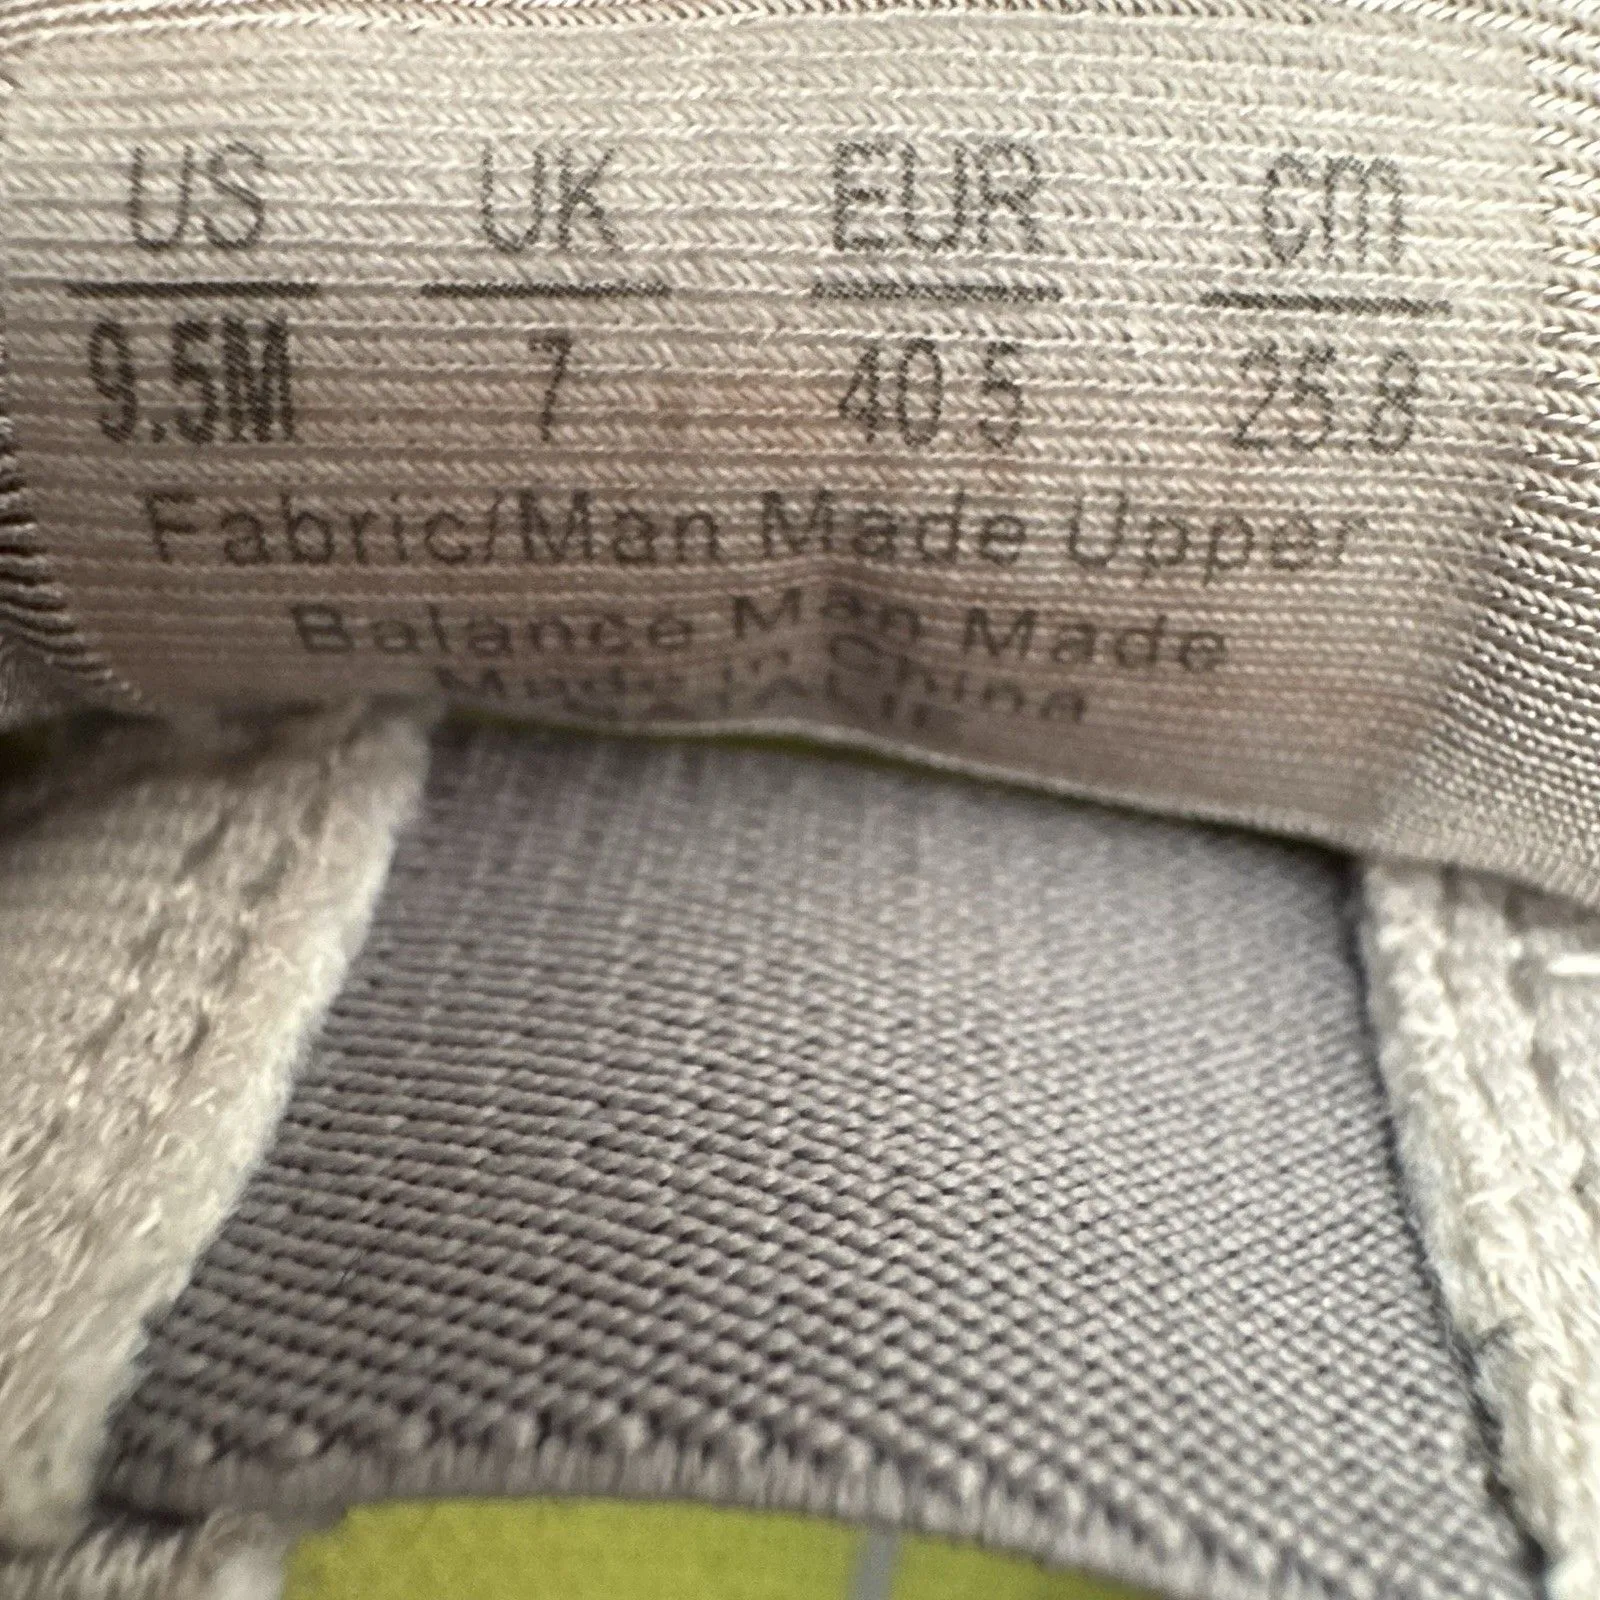 US UK EUR cm
9.5M 7 40.5 25.8
Fabric/Man Made Upper
Balance Man Made
Made in China